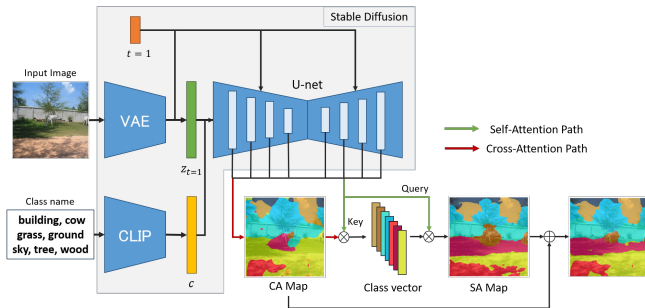 Stable Diffusion
t = 1
Input Image
U-net
VAE
z_{t=1}
Self-Attention Path
Cross-Attention Path
Class name
building, cow
grass, ground
sky, tree, wood
CLIP
c
Query
Key
CA Map
Class vector
SA Map